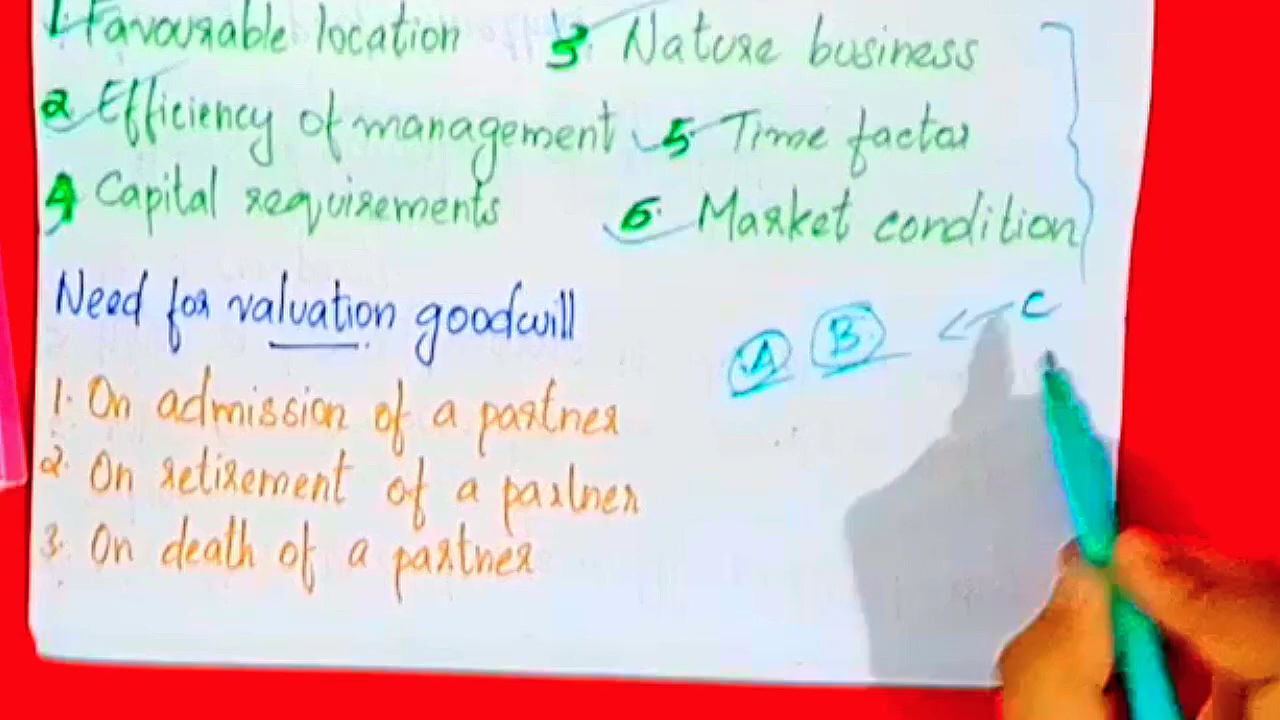 1. Favourable location 3. Nature business
2. Efficiency of management 5. Time factor
4 Capital requirements 6. Market condition
Need for valuation goodwill
A B C
1. On admission of a partner
2. On retirement of a partner
3. On death of a partner